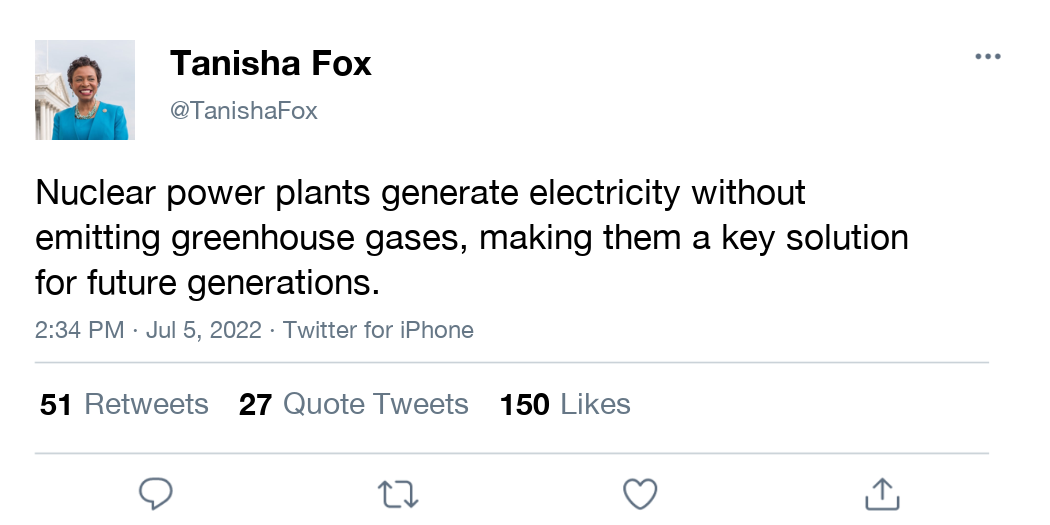 Tanisha Fox
@TanishaFox
Nuclear power plants generate electricity without
emitting greenhouse gases, making them a key solution
for future generations.
2:34 PM · Jul 5, 2022 · Twitter for iPhone
51 Retweets 27 Quote Tweets 150 Likes